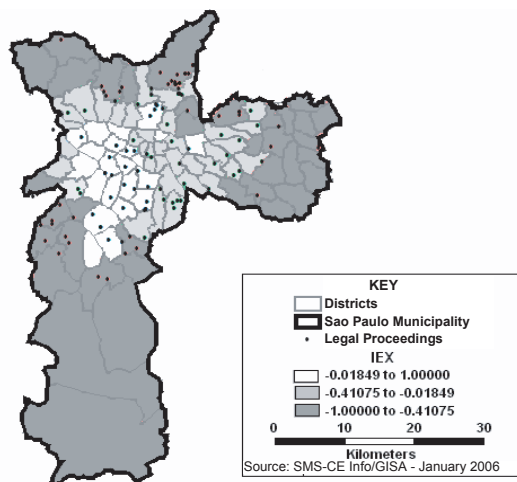 KEY
Districts
Sao Paulo Municipality
Legal Proceedings
IEX
-0.01849 to 1.00000
-0.41075 to -0.01849
-1.00000 to -0.41075
0 10 20 30
Kilometers
Source: SMS-CE Info/GISA - January 2006